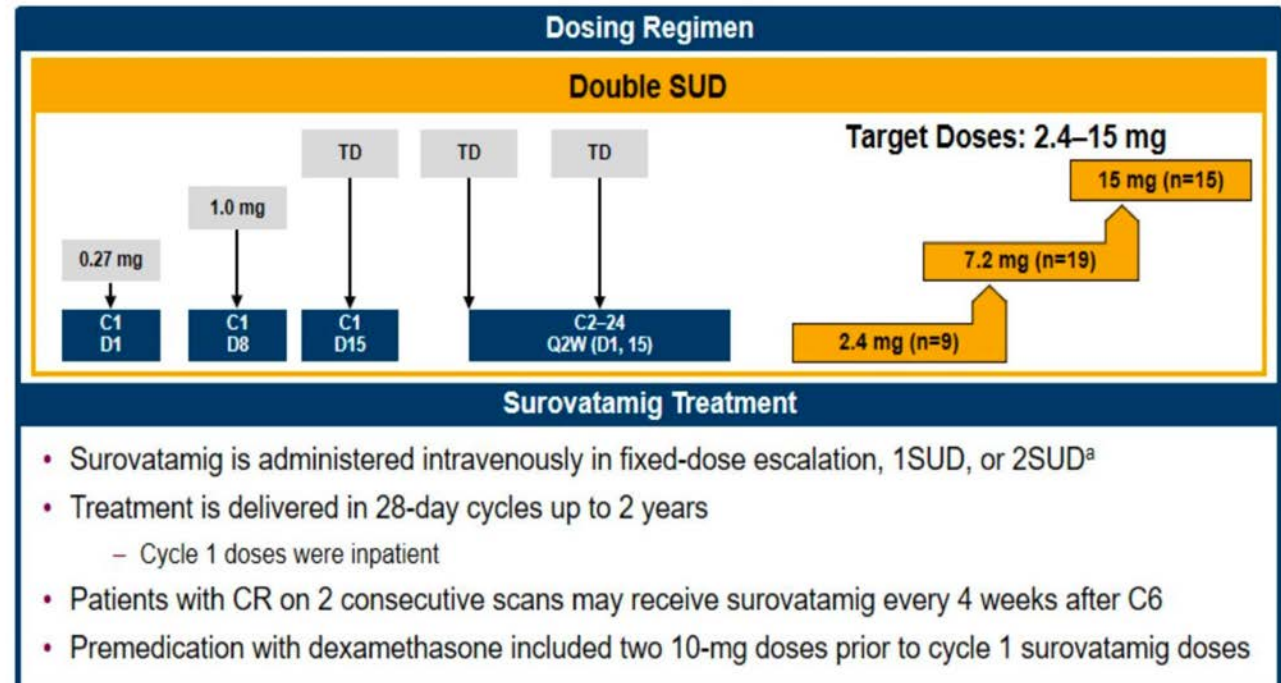 Dosing Regimen
Double SUD
Target Doses: 2.4–15 mg
TD
TD
TD
1.0 mg
0.27 mg
C1
D1
C1
D8
C1
D15
C2–24
Q2W (D1, 15)
15 mg (n=15)
7.2 mg (n=19)
2.4 mg (n=9)
Surovatamig Treatment
• Surovatamig is administered intravenously in fixed-dose escalation, 1SUD, or 2SUDᵃ
• Treatment is delivered in 28-day cycles up to 2 years
– Cycle 1 doses were inpatient
• Patients with CR on 2 consecutive scans may receive surovatamig every 4 weeks after C6
• Premedication with dexamethasone included two 10-mg doses prior to cycle 1 surovatamig doses